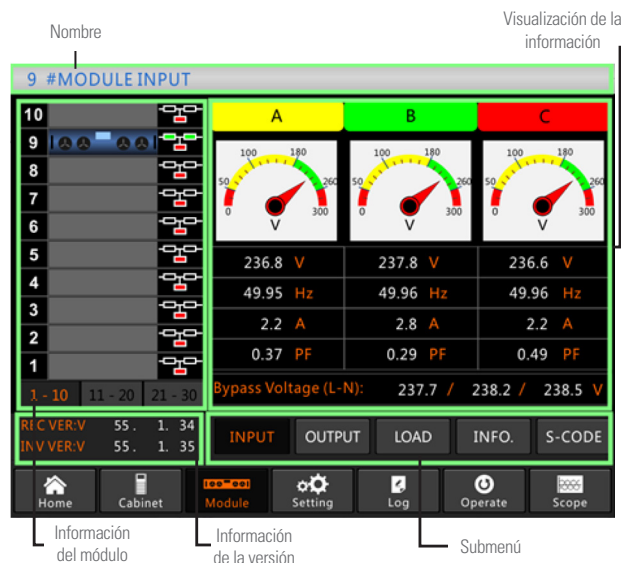 Nombre
Visualización de la
información
9 #MODULE INPUT
10
9
8
7
6
5
4
3
2
1
1 - 10 11 - 20 21 - 30
REC VER:V 55. 1. 34
INV VER:V 55. 1. 35
A B C
0 50 100 180 260 300 V
0 50 100 180 260 300 V
0 50 100 180 260 300 V
236.8 V 237.8 V 236.6 V
49.95 Hz 49.96 Hz 49.96 Hz
2.2 A 2.8 A 2.2 A
0.37 PF 0.29 PF 0.49 PF
Bypass Voltage (L-N): 237.7 / 238.2 / 238.5 V
INPUT OUTPUT LOAD INFO. S-CODE
Home Cabinet Module Setting Log Operate Scope
Información
del módulo
Información
de la versión
Submenú